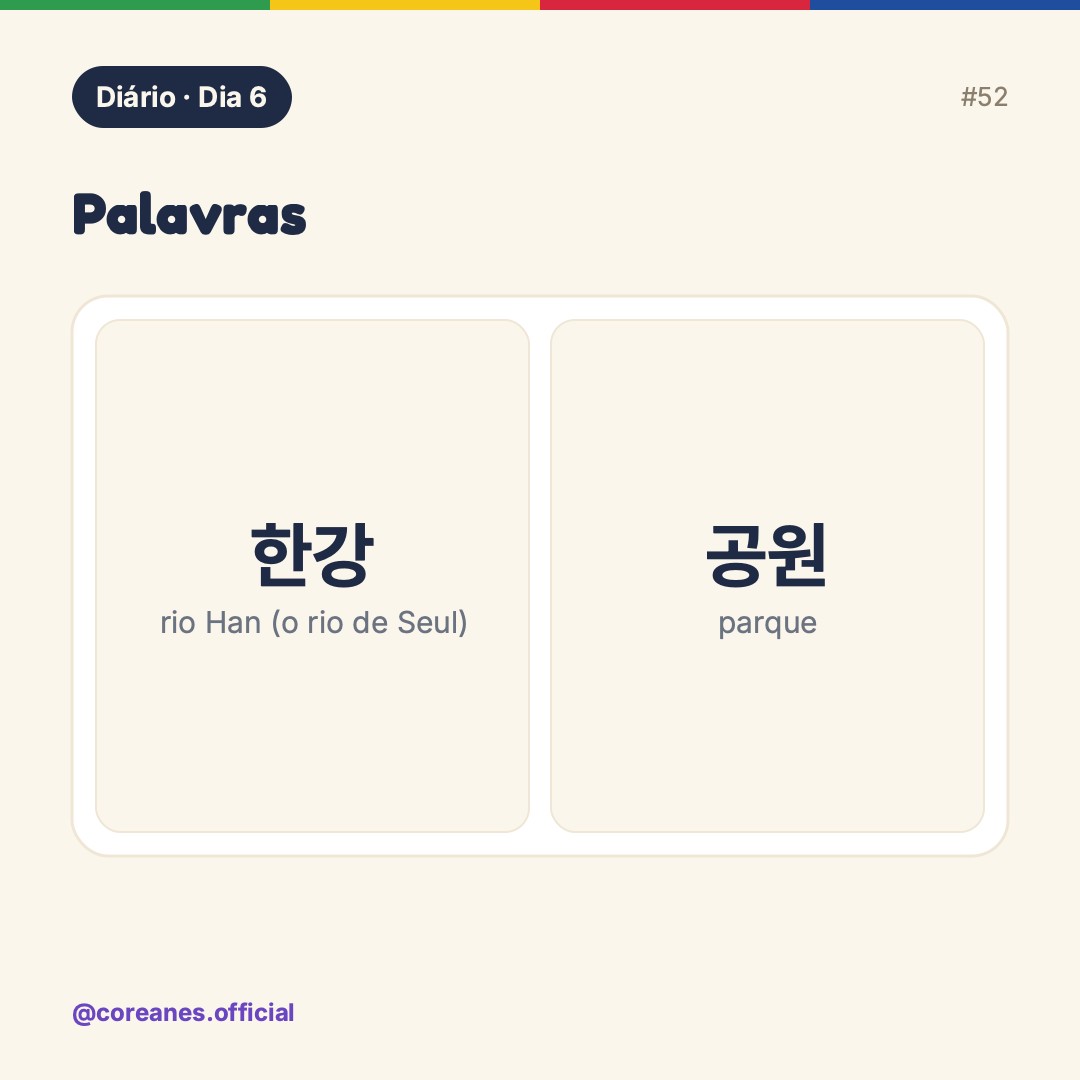 Diário · Dia 6
#52
Palavras
한강
rio Han (o rio de Seul)
공원
parque
@coreanes.official